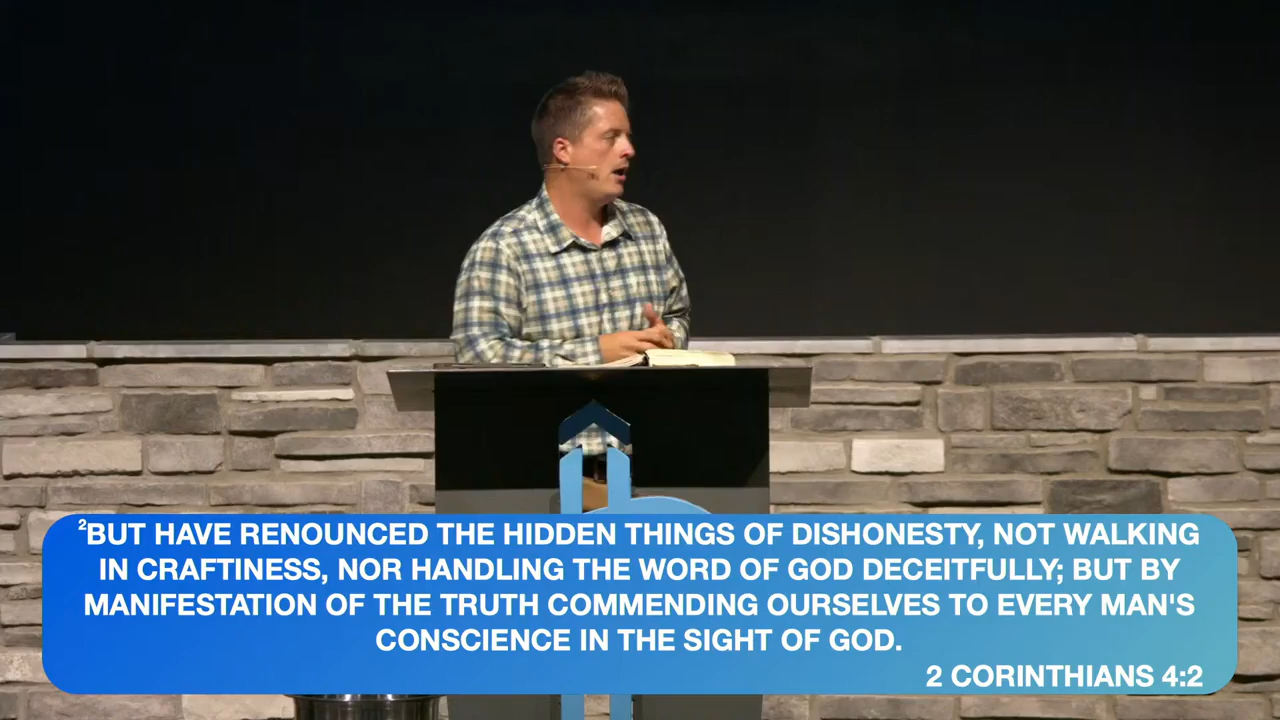 ²BUT HAVE RENOUNCED THE HIDDEN THINGS OF DISHONESTY, NOT WALKING
IN CRAFTINESS, NOR HANDLING THE WORD OF GOD DECEITFULLY; BUT BY
MANIFESTATION OF THE TRUTH COMMENDING OURSELVES TO EVERY MAN'S
CONSCIENCE IN THE SIGHT OF GOD.
2 CORINTHIANS 4:2